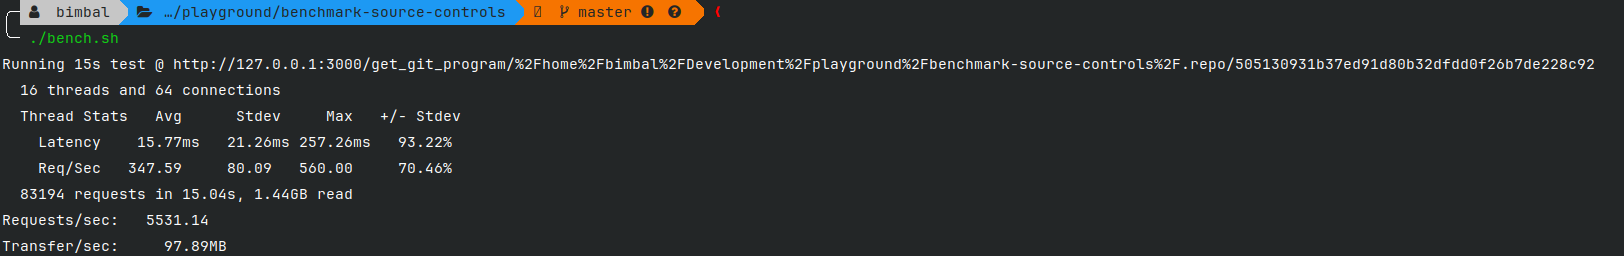 bimbal …/playground/benchmark-source-controls master
./bench.sh
Running 15s test @ http://127.0.0.1:3000/get_git_program/%2Fhome%2Fbimbal%2FDevelopment%2Fplayground%2Fbenchmark-source-controls%2F.repo/505130931b37ed91d80b32dfdd0f26b7de228c92
16 threads and 64 connections
Thread Stats Avg Stdev Max +/- Stdev
Latency 15.77ms 21.26ms 257.26ms 93.22%
Req/Sec 347.59 80.09 560.00 70.46%
83194 requests in 15.04s, 1.44GB read
Requests/sec: 5531.14
Transfer/sec: 97.89MB